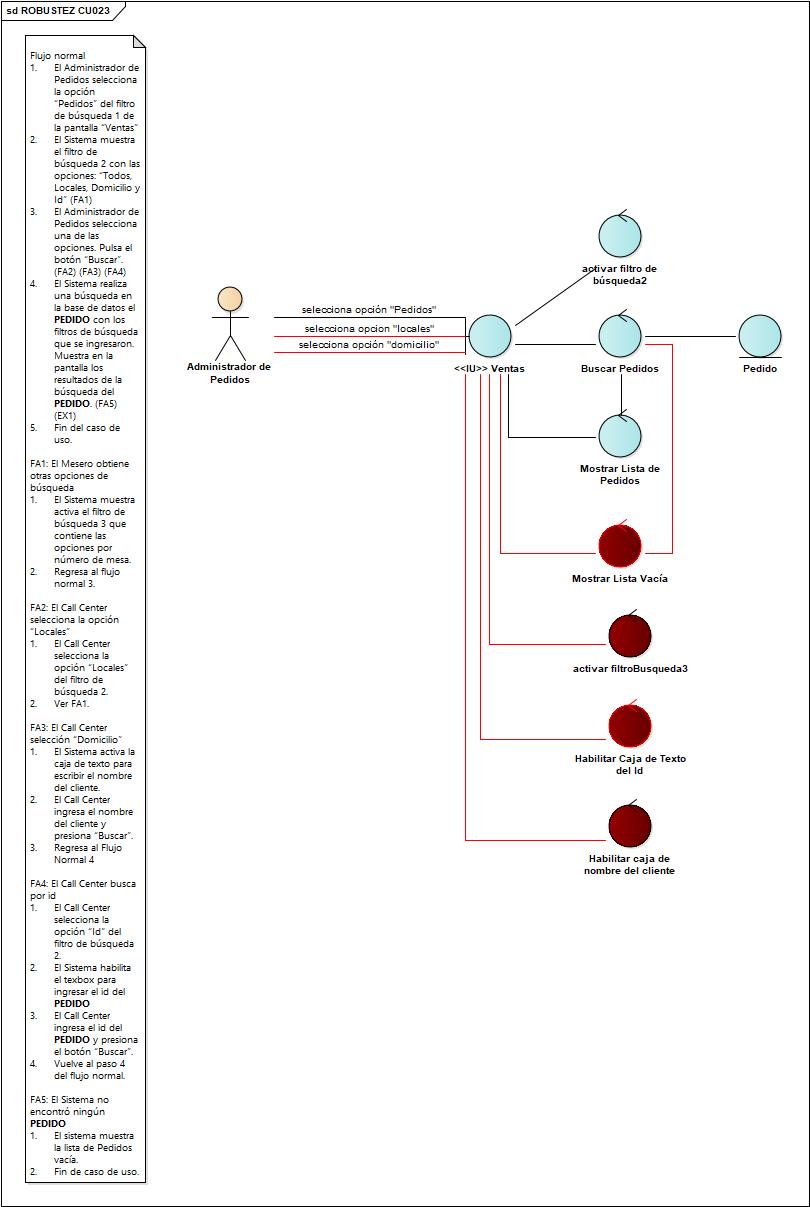 sd ROBUSTEZ CU023
Flujo normal
1. El Administrador de
Pedidos selecciona
la opción
"Pedidos" del filtro
de búsqueda 1 de
la pantalla "Ventas"
2. El Sistema muestra
el filtro de
búsqueda 2 con las
opciones: "Todos,
Locales, Domicilio y
Id" (FA1)
3. El Administrador de
Pedidos selecciona
una de las
opciones. Pulsa el
botón "Buscar".
(FA2) (FA3) (FA4)
4. El Sistema realiza
una búsqueda en
la base de datos el
PEDIDO con los
filtros de búsqueda
que se ingresaron.
Muestra en la
pantalla los
resultados de la
búsqueda del
PEDIDO. (FA5)
(EX1)
5. Fin del caso de
uso.
FA1: El Mesero obtiene
otras opciones de
búsqueda
1. El Sistema muestra
activa el filtro de
búsqueda 3 que
contiene las
opciones por
número de mesa.
2. Regresa al flujo
normal 3.
FA2: El Call Center
selecciona la opción
"Locales"
1. El Call Center
selecciona la
opción "Locales"
del filtro de
búsqueda 2.
2. Ver FA1.
FA3: El Call Center
selección "Domicilio"
1. El Sistema activa la
caja de texto para
escribir el nombre
del cliente.
2. El Call Center
ingresa el nombre
del cliente y
presiona "Buscar".
3. Regresa al Flujo
Normal 4
FA4: El Call Center busca
por id
1. El Call Center
selecciona la
opción "Id" del
filtro de búsqueda
2.
2. El Sistema habilita
el texbox para
ingresar el id del
PEDIDO
3. El Call Center
ingresa el id del
PEDIDO y presiona
el botón "Buscar".
4. Vuelve al paso 4
del flujo normal.
FA5: El Sistema no
encontró ningún
PEDIDO
1. El sistema muestra
la lista de Pedidos
vacía.
2. Fin de caso de uso.
activar filtro de
búsqueda2
selecciona opción "Pedidos"
selecciona opcion "locales"
selecciona opción "domicilio"
Administrador de
Pedidos
<<IU>> Ventas
Buscar Pedidos
Pedido
Mostrar Lista de
Pedidos
Mostrar Lista Vacía
activar filtroBusqueda3
Habilitar Caja de Texto
del Id
Habilitar caja de
nombre del cliente